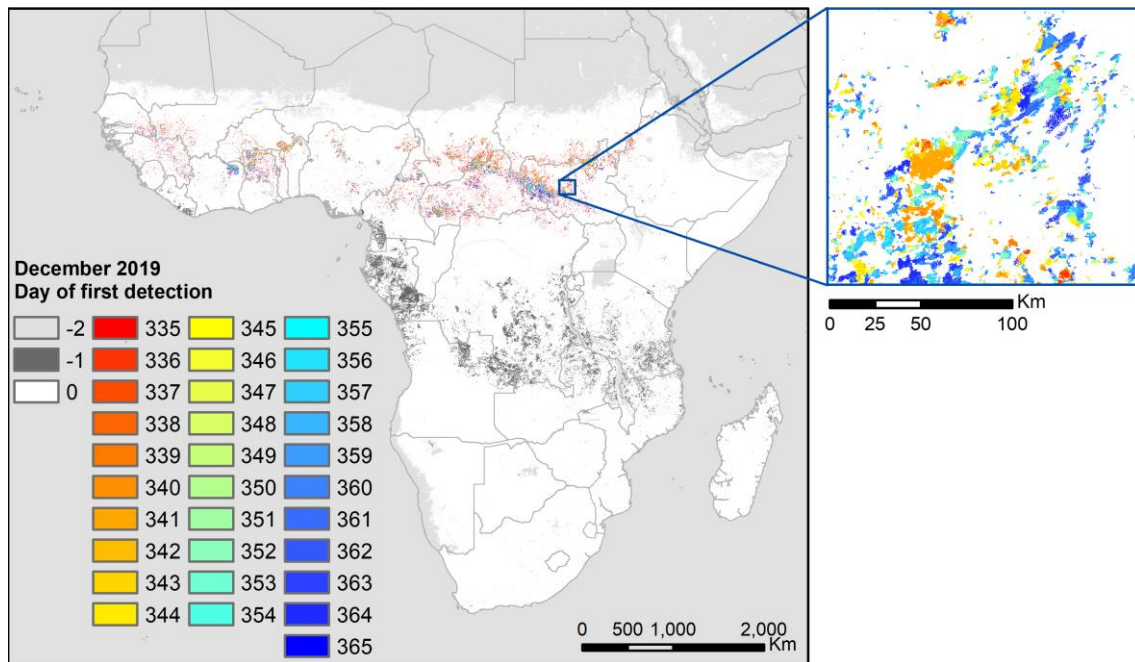 December 2019
Day of first detection
-2 335 345 355
-1 336 346 356
0 337 347 357
338 348 358
339 349 359
340 350 360
341 351 361
342 352 362
343 353 363
344 354 364
365
0 500 1,000 2,000
Km
Km
0 25 50 100